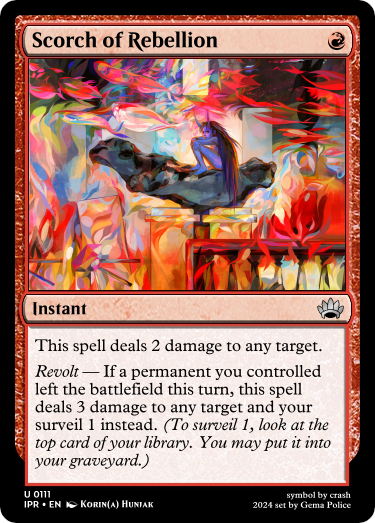 Scorch of Rebellion
Instant
This spell deals 2 damage to any target.
Revolt — If a permanent you controlled
left the battlefield this turn, this spell
deals 3 damage to any target and your
surveil 1 instead. (To surveil 1, look at the
top card of your library. You may put it into
your graveyard.)
U 0111
symbol by crash
IPR • EN Korin(a) Huniak
2024 set by Gema Police